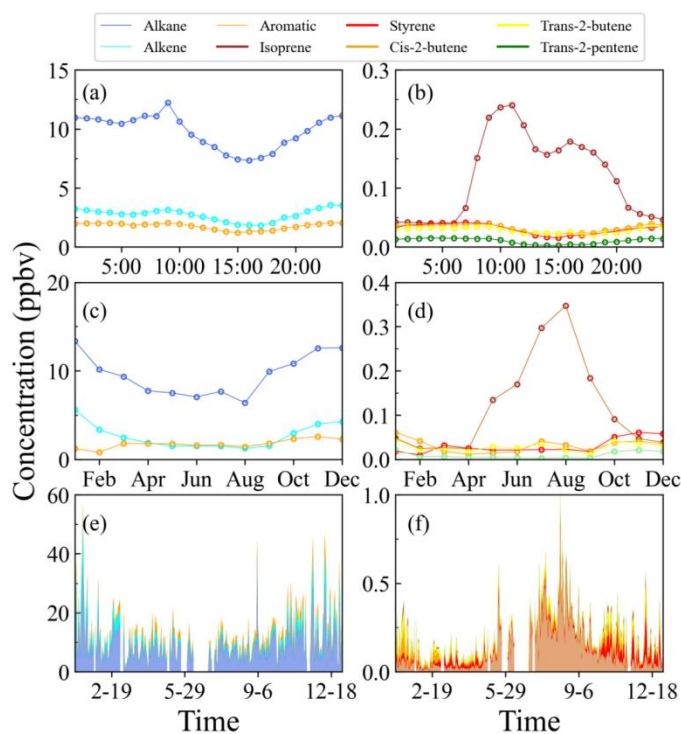 Alkane Aromatic Styrene Trans-2-butene
Alkene Isoprene Cis-2-butene Trans-2-pentene
15 (a) 0.3 (b)
10 0.2
5 0.1
0 0.0
5:00 10:00 15:00 20:00 5:00 10:00 15:00 20:00
Concentration (ppbv)
20 (c) 0.4 (d)
0.3
10 0.2
0.1
0 0.0
Feb Apr Jun Aug Oct Dec Feb Apr Jun Aug Oct Dec
60 (e) 1.0 (f)
40
0.5
20
0 0.0
2-19 5-29 9-6 12-18 2-19 5-29 9-6 12-18
Time Time